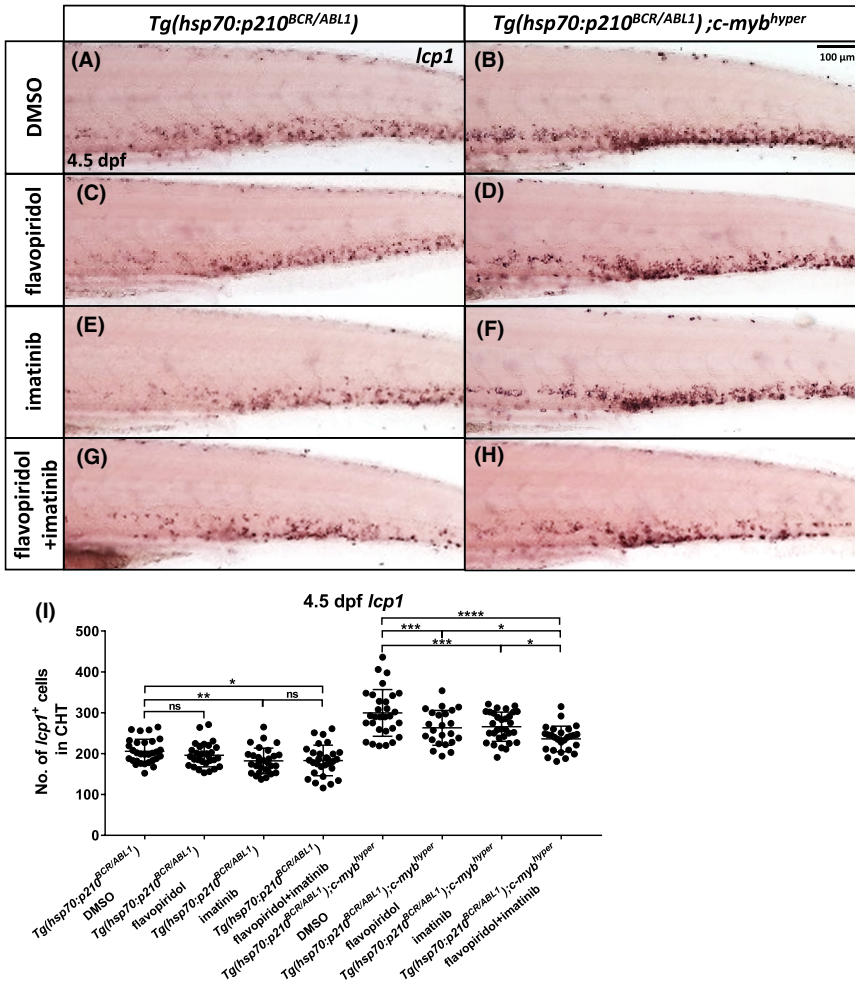 Tg(hsp70:p210BCR/ABL1) Tg(hsp70:p210BCR/ABL1) ;c-mybhyper
DMSO
(A) lcp1
4.5 dpf
(B)
100 μm
flavopiridol
(C)
(D)
imatinib
(E)
(F)
flavopiridol
+imatinib
(G)
(H)
(I)
4.5 dpf lcp1
****
*** *
*** *
*
** ns
ns
No. of lcp1+ cells
in CHT
500
400
300
200
100
0
Tg(hsp70:p210BCR/ABL1)
DMSO
Tg(hsp70:p210BCR/ABL1)
flavopiridol
Tg(hsp70:p210BCR/ABL1)
imatinib
Tg(hsp70:p210BCR/ABL1)
flavopiridol+imatinib
Tg(hsp70:p210BCR/ABL1);c-mybhyper
DMSO
Tg(hsp70:p210BCR/ABL1);c-mybhyper
flavopiridol
Tg(hsp70:p210BCR/ABL1);c-mybhyper
imatinib
Tg(hsp70:p210BCR/ABL1);c-mybhyper
flavopiridol+imatinib